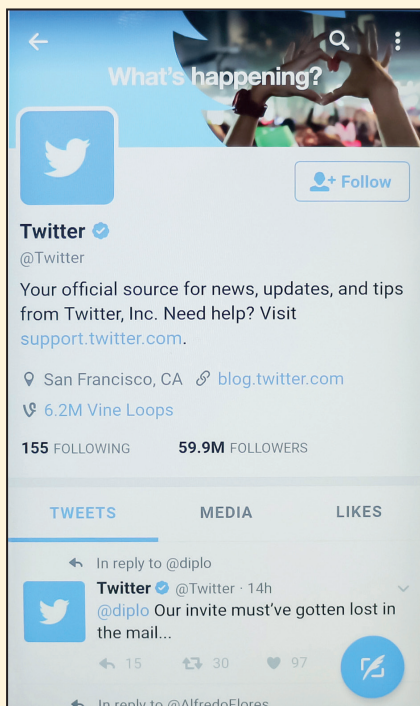 What's happening?
Follow
Twitter
@Twitter
Your official source for news, updates, and tips
from Twitter, Inc. Need help? Visit
support.twitter.com.
San Francisco, CA blog.twitter.com
6.2M Vine Loops
155 FOLLOWING 59.9M FOLLOWERS
TWEETS MEDIA LIKES
In reply to @diplo
Twitter @Twitter · 14h
@diplo Our invite must've gotten lost in
the mail...
15 30 97
In reply to @AlfredoFlores